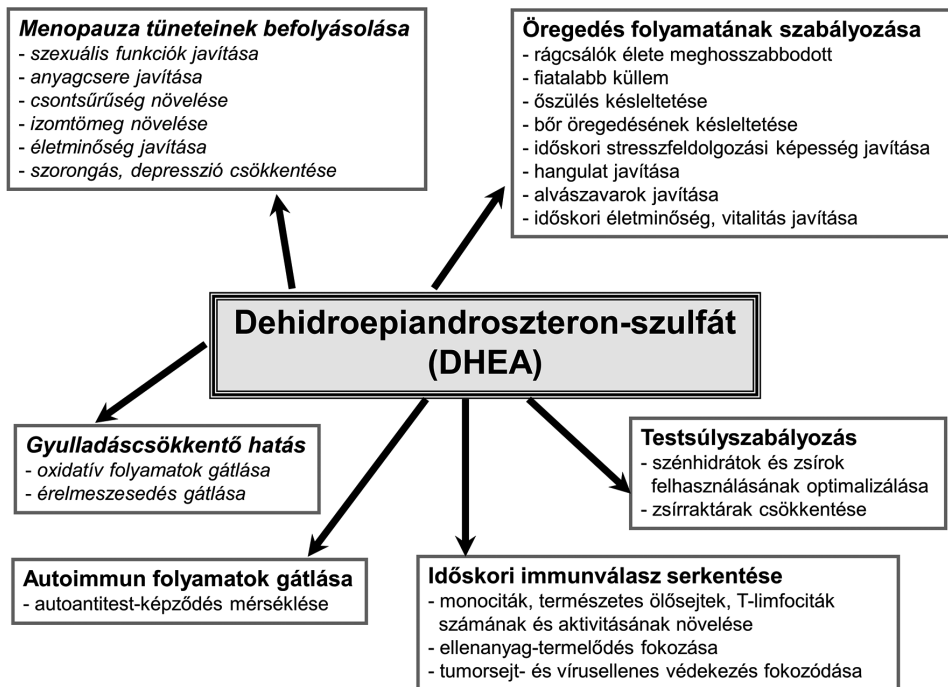 Menopauza tüneteinek befolyásolása
- szexuális funkciók javítása
- anyagcsere javítása
- csontsűrűség növelése
- izomtömeg növelése
- életminőség javítása
- szorongás, depresszió csökkentése
Öregedés folyamatának szabályozása
- rágcsálók élete meghosszabbodott
- fiatalabb küllem
- őszülés késleltetése
- bőr öregedésének késleltetése
- időskori stresszfeldolgozási képesség javítása
- hangulat javítása
- alvászavarok javítása
- időskori életminőség, vitalitás javítása
Dehidroepiandroszteron-szulfát
(DHEA)
Gyulladáscsökkentő hatás
- oxidatív folyamatok gátlása
- érelmeszesedés gátlása
Testsúlyszabályozás
- szénhidrátok és zsírok
felhasználásának optimalizálása
- zsírraktárak csökkentése
Autoimmun folyamatok gátlása
- autoantitest-képződés mérséklése
Időskori immunválasz serkentése
- monociták, természetes ölősejtek, T-limfociták
számának és aktivitásának növelése
- ellenanyag-termelődés fokozása
- tumorsejt- és vírusellenes védekezés fokozódása